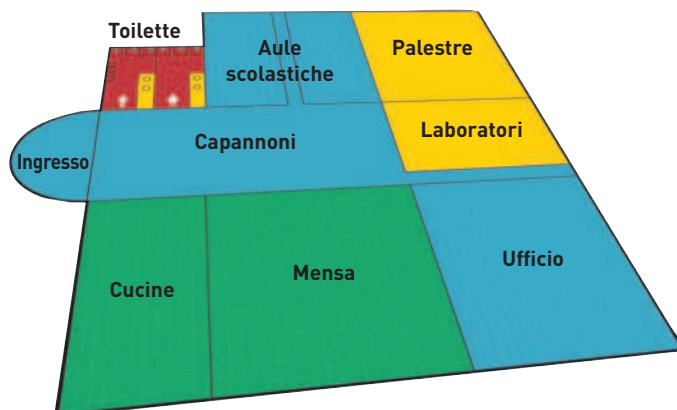 Toilette
Aule
scolastiche
Palestre
Ingresso
Capannoni
Laboratori
Cucine
Mensa
Ufficio